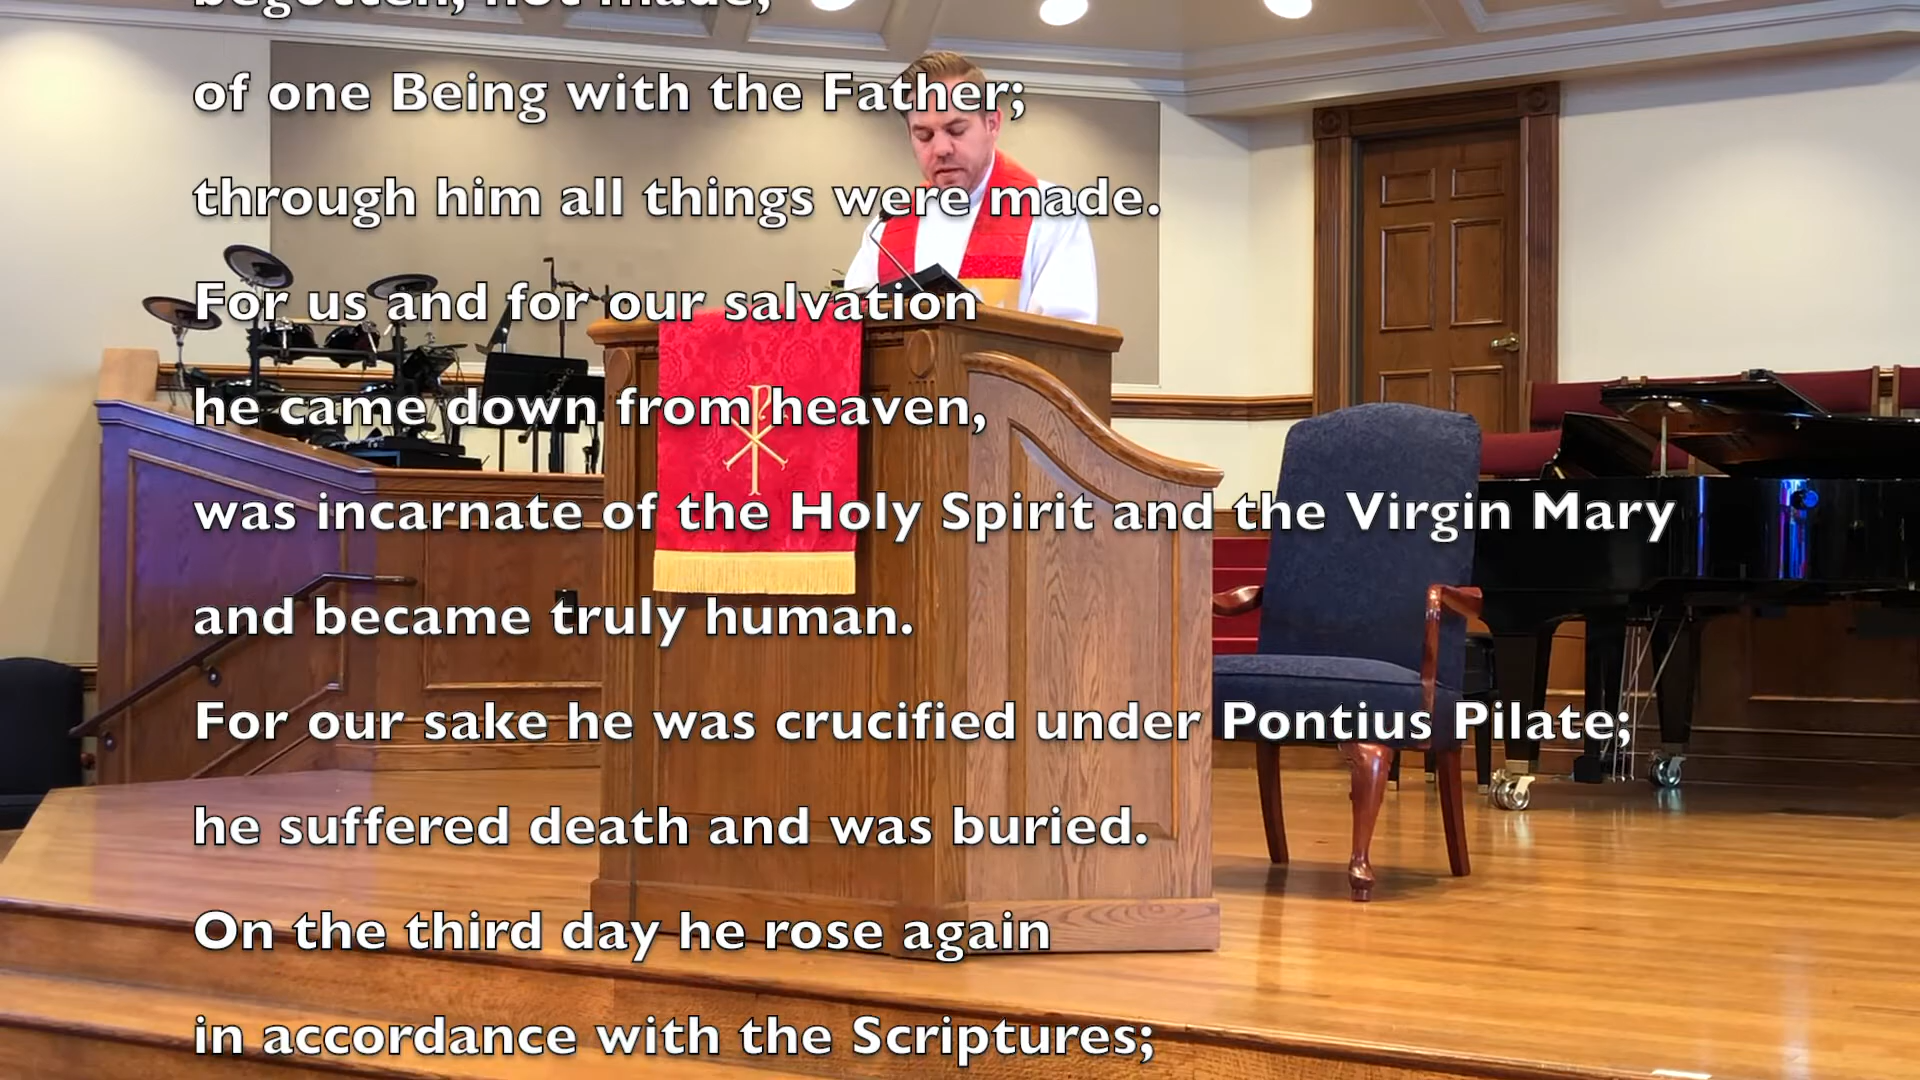 begotten, not made,
of one Being with the Father;
through him all things were made.
For us and for our salvation
he came down from heaven,
was incarnate of the Holy Spirit and the Virgin Mary
and became truly human.
For our sake he was crucified under Pontius Pilate;
he suffered death and was buried.
On the third day he rose again
in accordance with the Scriptures;